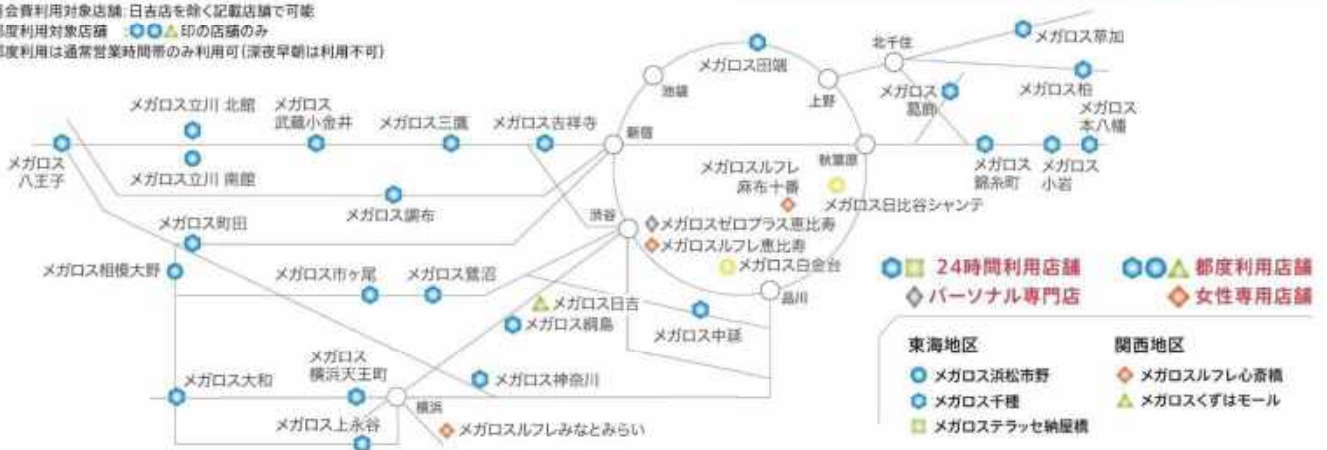 月会費利用対象店舗:日吉店を除く記載店舗で可能
都度利用対象店舗 :印の店舗のみ
都度利用は通常営業時間帯のみ利用可(深夜早朝は利用不可)
北千住
メガロス草加
メガロス田端
池袋
上野
メガロス
葛飾
メガロス柏
メガロス
本八幡
メガロス立川 北館
メガロス
武蔵小金井
メガロス三鷹
メガロス吉祥寺
新宿
秋葉原
メガロス
八王子
メガロス立川 南館
メガロス
錦糸町
メガロス
小岩
メガロスルフレ
麻布十番
メガロス日比谷シャンテ
メガロス調布
メガロス町田
渋谷
メガロスゼロプラス恵比寿
メガロスルフレ恵比寿
メガロス白金台
メガロス相模大野
メガロス市ヶ尾
メガロス鷺沼
品川
メガロス日吉
メガロス綱島
メガロス中延
24時間利用店舗
都度利用店舗
パーソナル専門店
女性専用店舗
メガロス大和
メガロス
横浜天王町
メガロス神奈川
横浜
メガロス上永谷
メガロスルフレみなとみらい
東海地区
メガロス浜松市野
メガロス千種
メガロステラッセ納屋橋
関西地区
メガロスルフレ心斎橋
メガロスくずはモール